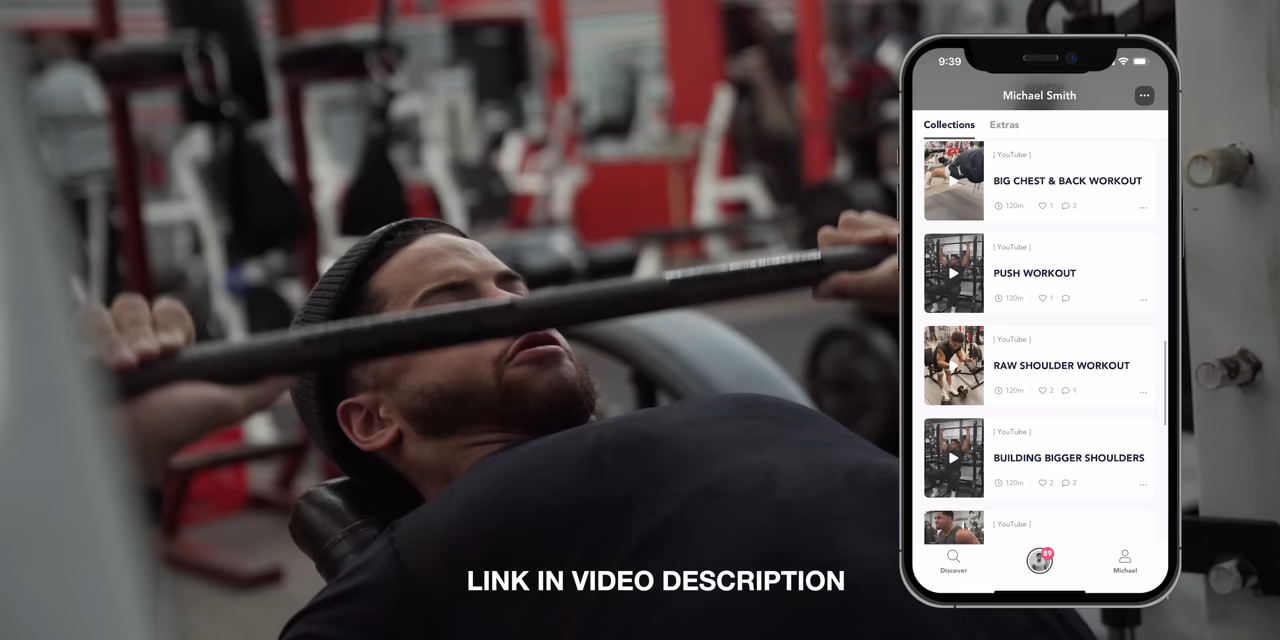 9:39
Michael Smith
Collections Extras
[ YouTube ]
BIG CHEST & BACK WORKOUT
120m 1 3
[ YouTube ]
PUSH WORKOUT
120m 1
[ YouTube ]
RAW SHOULDER WORKOUT
120m 2 1
[ YouTube ]
BUILDING BIGGER SHOULDERS
120m 2 2
[ YouTube ]
89
Discover
Michael
LINK IN VIDEO DESCRIPTION